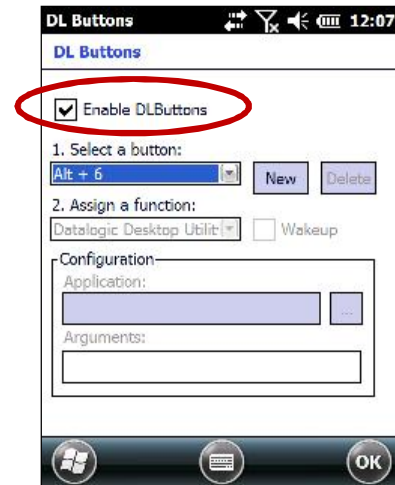 DL Buttons 12:07
DL Buttons
Enable DLButtons
1. Select a button:
Alt + 6
New Delete
2. Assign a function:
Datalogic Desktop Utilit Wakeup
Configuration
Application:
...
Arguments:
OK